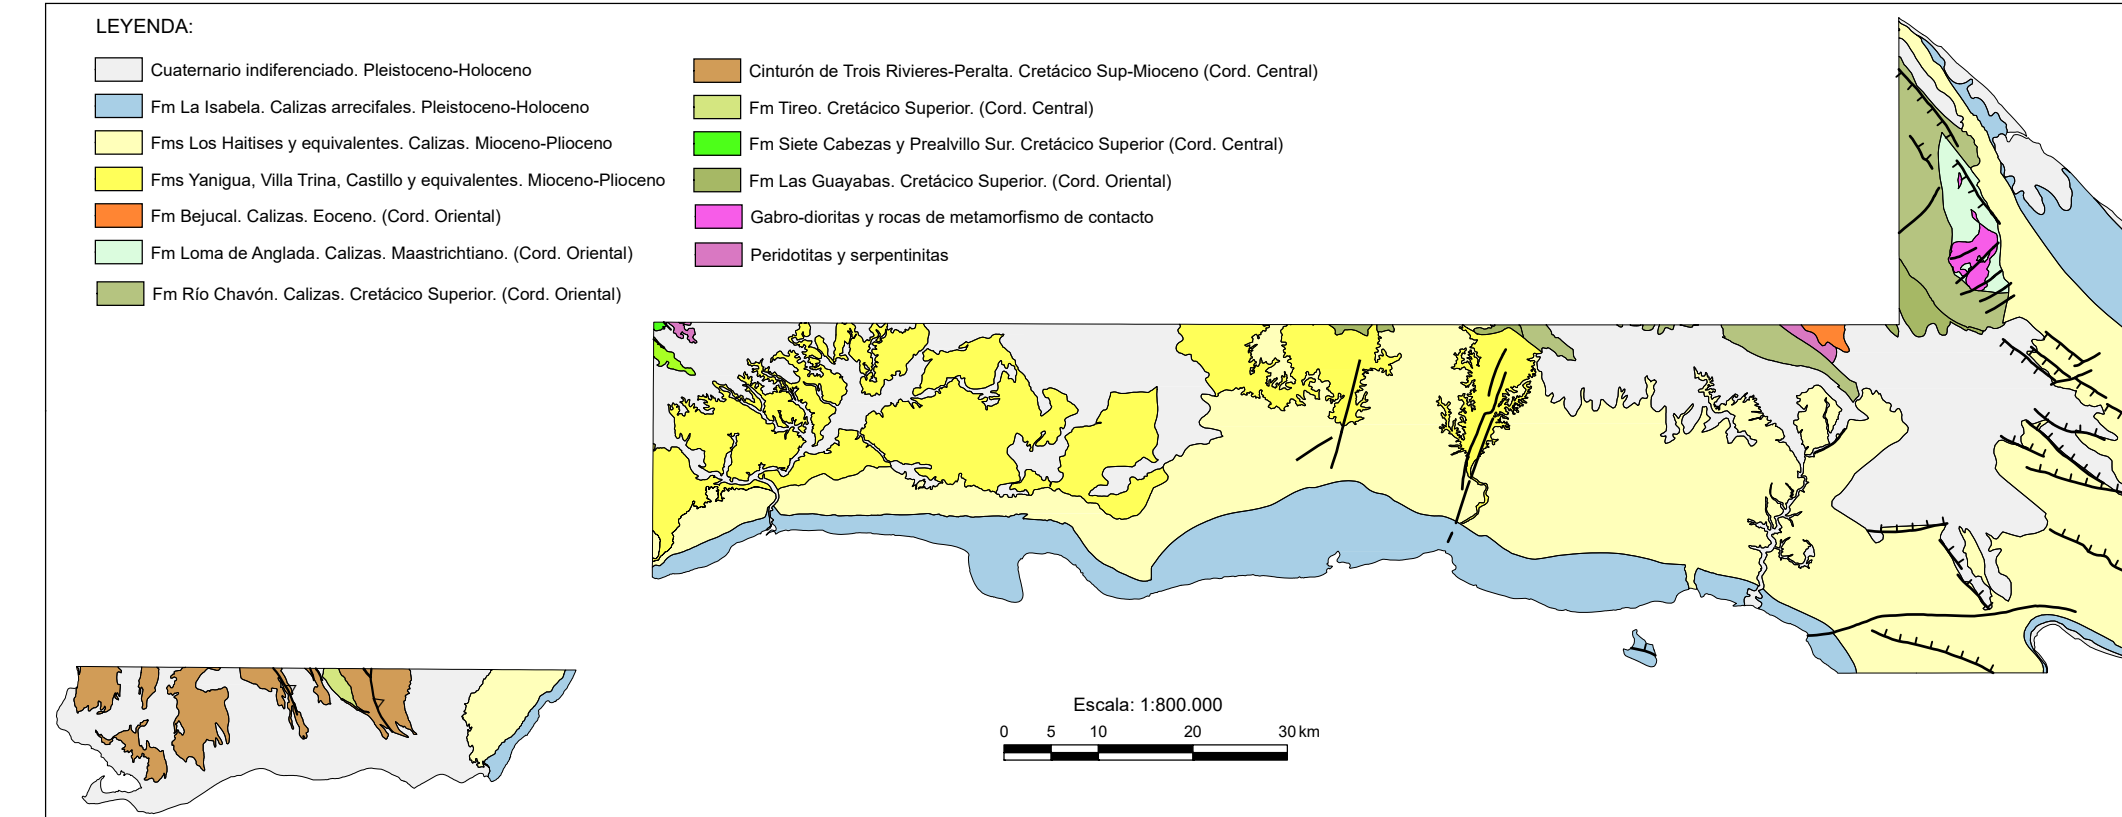 LEYENDA:
Cuaternario indiferenciado. Pleistoceno-Holoceno
Fm La Isabela. Calizas arrecifales. Pleistoceno-Holoceno
Fms Los Haitises y equivalentes. Calizas. Mioceno-Plioceno
Fms Yanigua, Villa Trina, Castillo y equivalentes. Mioceno-Plioceno
Fm Bejucal. Calizas. Eoceno. (Cord. Oriental)
Fm Loma de Anglada. Calizas. Maastrichtiano. (Cord. Oriental)
Fm Río Chavón. Calizas. Cretácico Superior. (Cord. Oriental)
Cinturón de Trois Rivieres-Peralta. Cretácico Sup-Mioceno (Cord. Central)
Fm Tireo. Cretácico Superior. (Cord. Central)
Fm Siete Cabezas y Prealvillo Sur. Cretácico Superior (Cord. Central)
Fm Las Guayabas. Cretácico Superior. (Cord. Oriental)
Gabro-dioritas y rocas de metamorfismo de contacto
Peridotitas y serpentinitas
Escala: 1:800.000
0 5 10 20 30 km